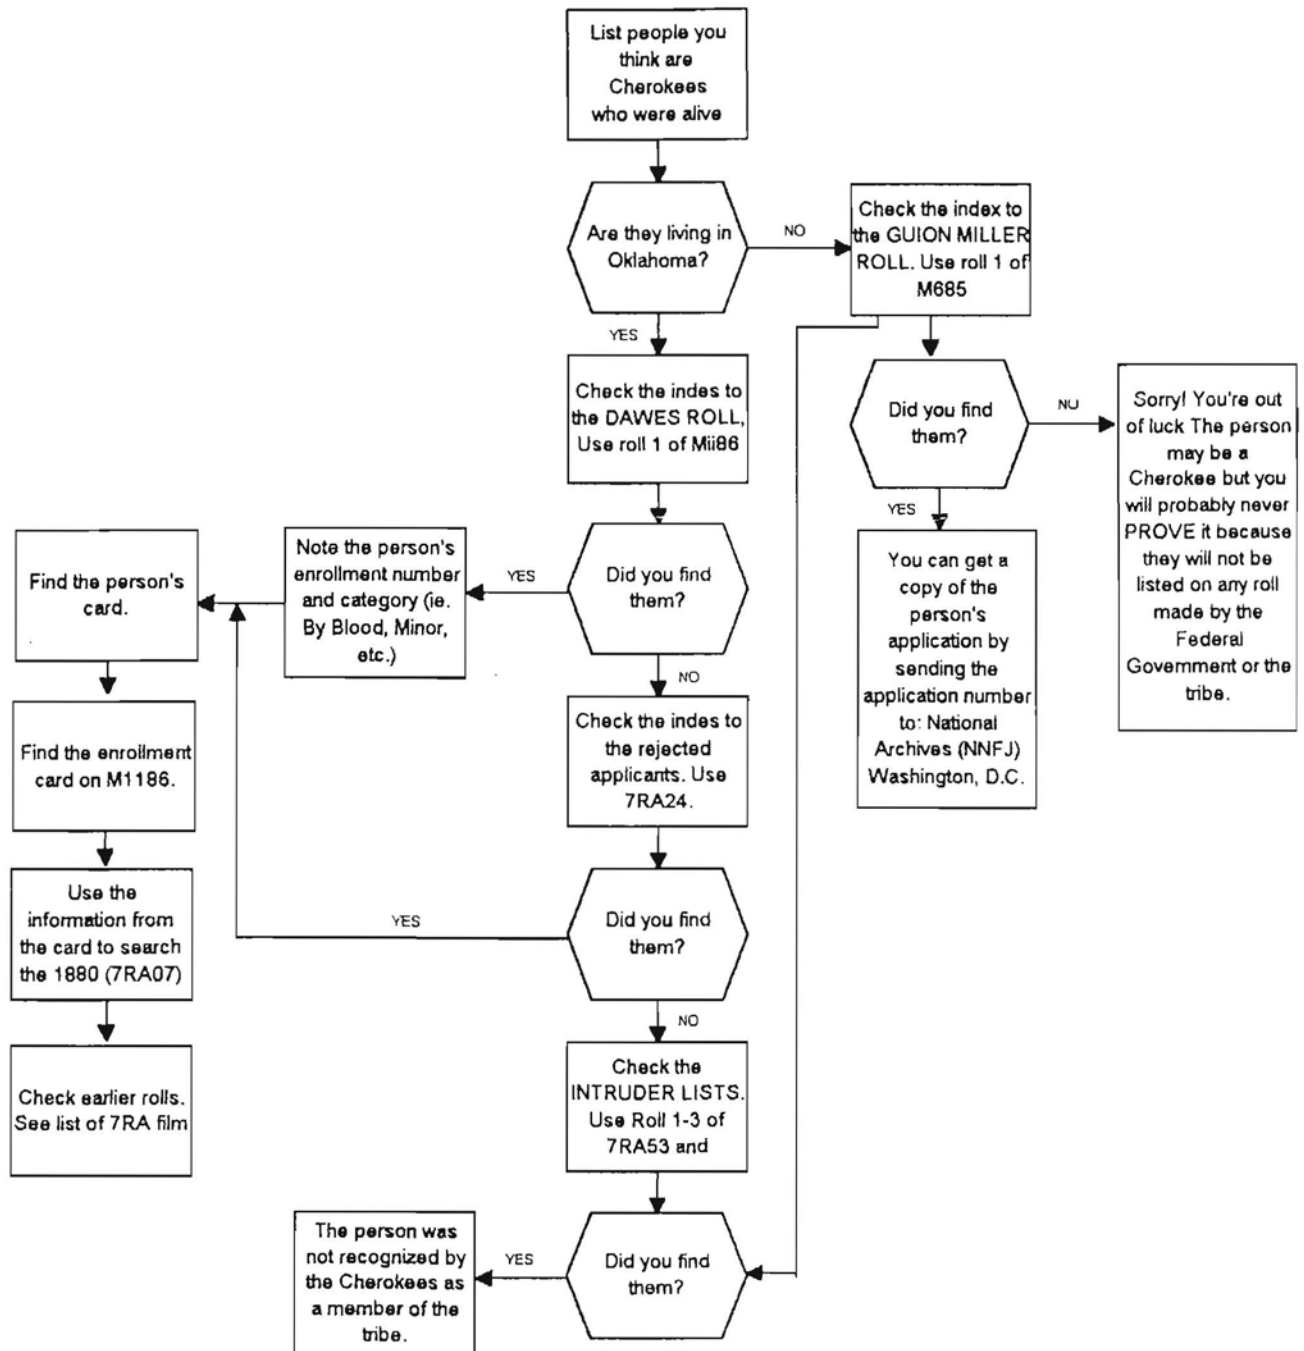 List people you
think are
Cherokees
who were alive
Are they living in
Oklahoma?
NO
Check the index to
the GUION MILLER
ROLL. Use roll 1 of
M685
YES
Check the indes to
the DAWES ROLL,
Use roll 1 of Mii86
Did you find
them?
NO
Sorry! You're out
of luck The person
may be a
Cherokee but you
will probably never
PROVE it because
they will not be
listed on any roll
made by the
Federal
Government or the
tribe.
YES
You can get a
copy of the
person's
application by
sending the
application number
to: National
Archives (NNFJ)
Washington, D.C.
Did you find
them?
YES
Note the person's
enrollment number
and category (ie.
By Blood, Minor,
etc.)
Find the person's
card.
Find the enrollment
card on M1186.
Use the
information from
the card to search
the 1880 (7RA07)
Check earlier rolls.
See list of 7RA film
NO
Check the indes to
the rejected
applicants. Use
7RA24.
Did you find
them?
YES
NO
Check the
INTRUDER LISTS.
Use Roll 1-3 of
7RA53 and
Did you find
them?
YES
The person was
not recognized by
the Cherokees as
a member of the
tribe.